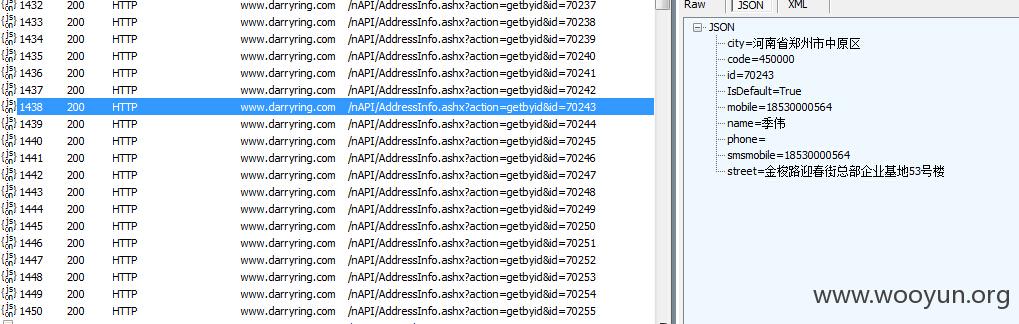 Raw JSON XML
1432 200 HTTP www.darryring.com /nAPI/AddressInfo.ashx?action=getbyid&id=70237
1433 200 HTTP www.darryring.com /nAPI/AddressInfo.ashx?action=getbyid&id=70238
1434 200 HTTP www.darryring.com /nAPI/AddressInfo.ashx?action=getbyid&id=70239
1435 200 HTTP www.darryring.com /nAPI/AddressInfo.ashx?action=getbyid&id=70240
1436 200 HTTP www.darryring.com /nAPI/AddressInfo.ashx?action=getbyid&id=70241
1437 200 HTTP www.darryring.com /nAPI/AddressInfo.ashx?action=getbyid&id=70242
1438 200 HTTP www.darryring.com /nAPI/AddressInfo.ashx?action=getbyid&id=70243
1439 200 HTTP www.darryring.com /nAPI/AddressInfo.ashx?action=getbyid&id=70244
1440 200 HTTP www.darryring.com /nAPI/AddressInfo.ashx?action=getbyid&id=70245
1441 200 HTTP www.darryring.com /nAPI/AddressInfo.ashx?action=getbyid&id=70246
1442 200 HTTP www.darryring.com /nAPI/AddressInfo.ashx?action=getbyid&id=70247
1443 200 HTTP www.darryring.com /nAPI/AddressInfo.ashx?action=getbyid&id=70248
1444 200 HTTP www.darryring.com /nAPI/AddressInfo.ashx?action=getbyid&id=70249
1445 200 HTTP www.darryring.com /nAPI/AddressInfo.ashx?action=getbyid&id=70250
1446 200 HTTP www.darryring.com /nAPI/AddressInfo.ashx?action=getbyid&id=70251
1447 200 HTTP www.darryring.com /nAPI/AddressInfo.ashx?action=getbyid&id=70252
1448 200 HTTP www.darryring.com /nAPI/AddressInfo.ashx?action=getbyid&id=70253
1449 200 HTTP www.darryring.com /nAPI/AddressInfo.ashx?action=getbyid&id=70254
1450 200 HTTP www.darryring.com /nAPI/AddressInfo.ashx?action=getbyid&id=70255
JSON
city=河南省郑州市中原区
code=450000
id=70243
IsDefault=True
mobile=18530000564
name=季伟
phone=
smsmobile=18530000564
street=金梭路迎春街总部企业基地53号楼
www.wooyun.org